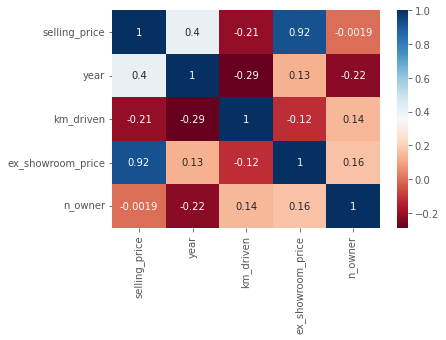 selling_price 1 0.4 -0.21 0.92 -0.0019
year 0.4 1 -0.29 0.13 -0.22
km_driven -0.21 -0.29 1 -0.12 0.14
ex_showroom_price 0.92 0.13 -0.12 1 0.16
n_owner -0.0019 -0.22 0.14 0.16 1
selling_price
year
km_driven
ex_showroom_price
n_owner
1.0
0.8
0.6
0.4
0.2
0.0
-0.2